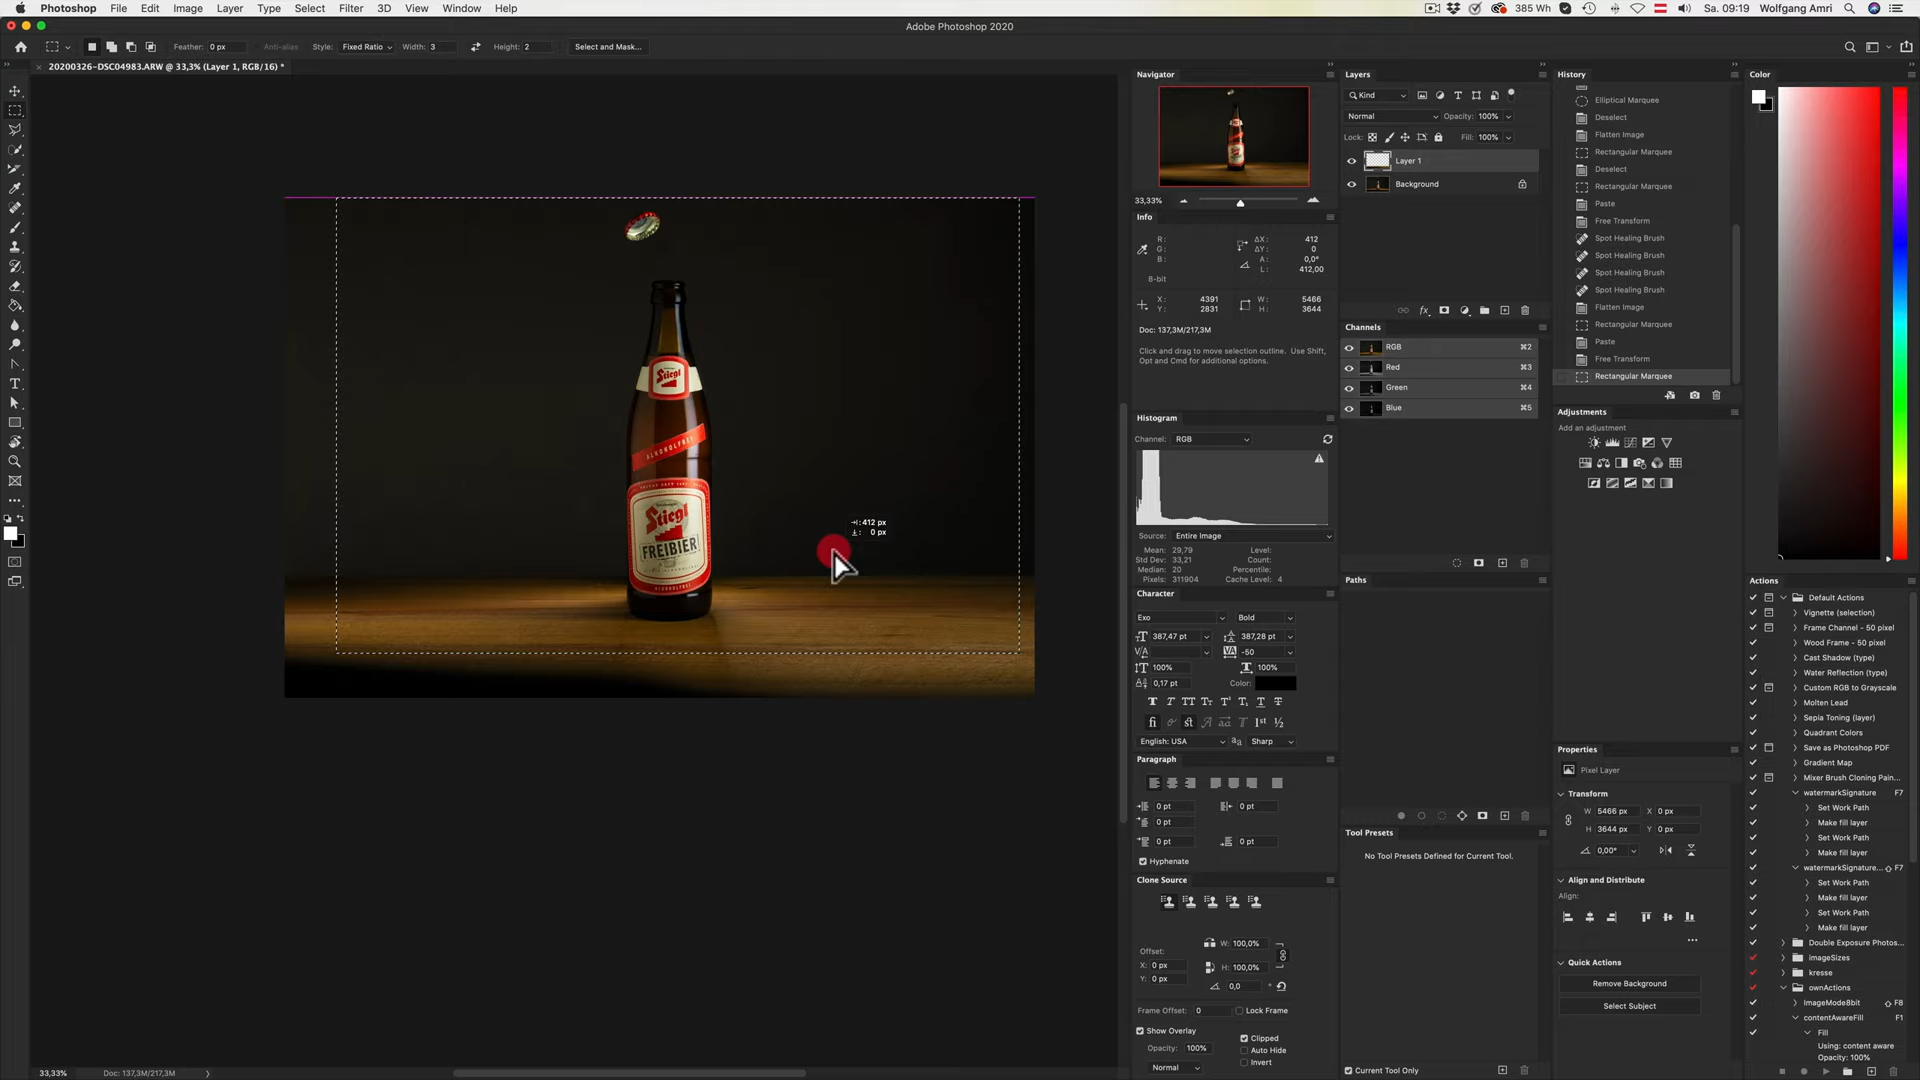 Photoshop File Edit Image Layer Type Select Filter 3D View Window Help
385 Wh Sa. 09:19 Wolfgang Amri
Adobe Photoshop 2020
Feather: 0 px Anti-alias Style: Fixed Ratio Width: 3 Height: 2 Select and Mask...
20200326-DSC04983.ARW @ 33,3% (Layer 1, RGB/16) *
Stiegl
ALKOHOLFREI
Stiegl
FREIBIER
ALKOHOLFREI
412 px
0 px
33,33% Doc: 137,3M/217,3M
Navigator
33,33%
Info
R: ΔX: 412
G: ΔY: 0
B: A: 0,0°
L: 412,00
8-bit
X: 4391 W: 5466
Y: 2831 H: 3644
Doc: 137,3M/217,3M
Click and drag to move selection outline. Use Shift,
Opt and Cmd for additional options.
Histogram
Channel: RGB
Source: Entire Image
Mean: 29,79 Level:
Std Dev: 33,21 Count:
Median: 20 Percentile:
Pixels: 311904 Cache Level: 4
Character
Exo Bold
387,47 pt 387,28 pt
-50
100% 100%
0,17 pt Color:
English: USA Sharp
Paragraph
0 pt 0 pt
0 pt
0 pt 0 pt
Hyphenate
Clone Source
W: 100,0%
Offset:
X: 0 px H: 100,0%
Y: 0 px
0,0 °
Frame Offset: 0 Lock Frame
Show Overlay Clipped
Opacity: 100% Auto Hide
Invert
Normal
Layers
Kind
Normal Opacity: 100%
Lock: Fill: 100%
Layer 1
Background
Channels
RGB ⌘2
Red ⌘3
Green ⌘4
Blue ⌘5
Paths
Tool Presets
No Tool Presets Defined for Current Tool.
Current Tool Only
History
Elliptical Marquee
Deselect
Flatten Image
Rectangular Marquee
Deselect
Rectangular Marquee
Paste
Free Transform
Spot Healing Brush
Spot Healing Brush
Spot Healing Brush
Spot Healing Brush
Flatten Image
Rectangular Marquee
Paste
Free Transform
Rectangular Marquee
Adjustments
Add an adjustment
Properties
Pixel Layer
Transform
W 5466 px X 0 px
H 3644 px Y 0 px
0,00°
Align and Distribute
Align:
Quick Actions
Remove Background
Select Subject
Color
Actions
Default Actions
Vignette (selection)
Frame Channel - 50 pixel
Wood Frame - 50 pixel
Cast Shadow (type)
Water Reflection (type)
Custom RGB to Grayscale
Molten Lead
Sepia Toning (layer)
Quadrant Colors
Save as Photoshop PDF
Gradient Map
Mixer Brush Cloning Pain...
watermarkSignature F7
Set Work Path
Make fill layer
Set Work Path
Make fill layer
watermarkSignature... F7
Set Work Path
Make fill layer
Set Work Path
Make fill layer
Double Exposure Photos...
imageSizes
kresse
ownActions
ImageMode8bit F8
contentAwareFill F1
Fill
Using: content aware
Opacity: 100%